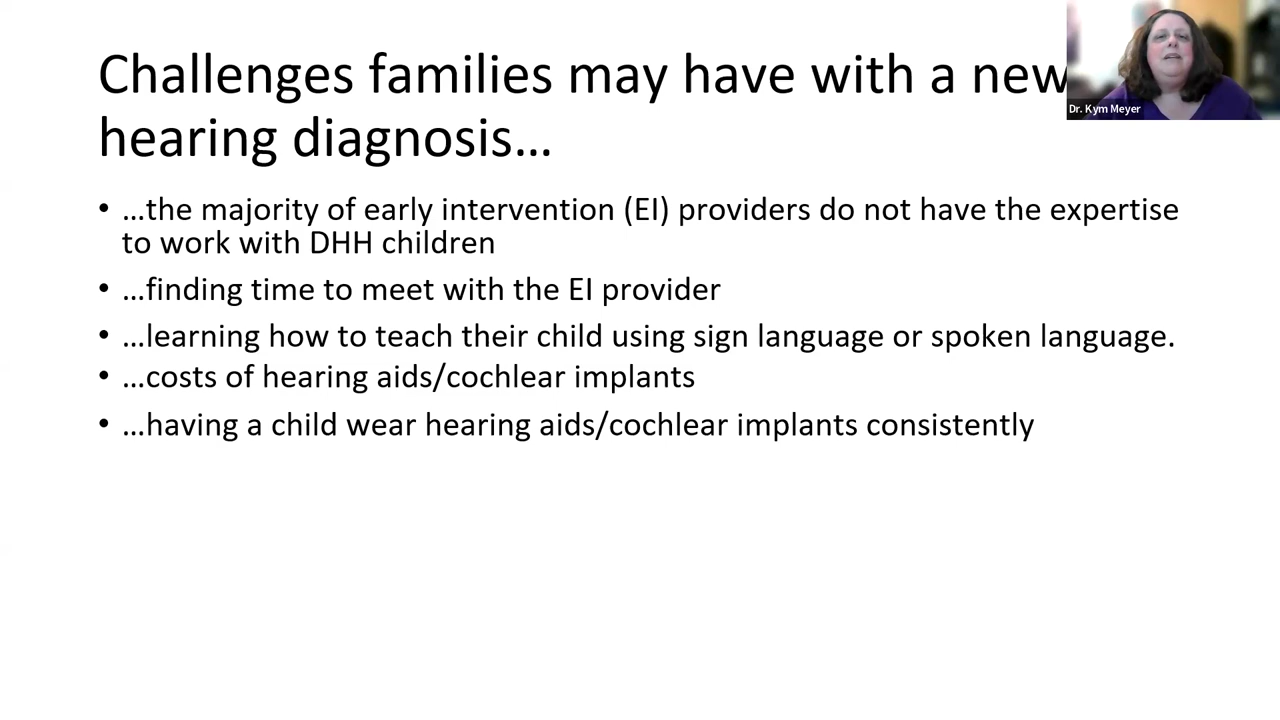 Challenges families may have with a new
hearing diagnosis…
• …the majority of early intervention (EI) providers do not have the expertise
to work with DHH children
• …finding time to meet with the EI provider
• …learning how to teach their child using sign language or spoken language.
• …costs of hearing aids/cochlear implants
• …having a child wear hearing aids/cochlear implants consistently
Dr. Kym Meyer